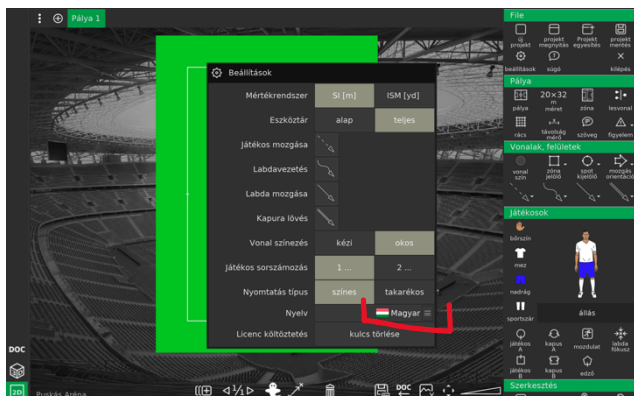 Pálya 1
File
új projekt
projekt megnyitás
Projekt egyesítés
projekt mentés
beállítások
súgó
kilépés
Pálya
pálya
20×32 m
méret
zóna
lesvonal
rács
távolság mérő
szöveg
figyelem
Vonalak, felületek
vonal szín
zóna jelölő
spot kijelölő
mozgás orientáció
Játékosok
bőrszín
mez
nadrág
sportszár
állás
játékos A
kapus A
mozdulat
labda fókusz
játékos B
kapus B
edző
Szerkesztés
Beállítások
Mértékrendszer
SI [m]
ISM [yd]
Eszköztár
alap
teljes
Játékos mozgása
Labdavezetés
Labda mozgása
Kapura lövés
Vonal színezés
kézi
okos
Játékos sorszámozás
1 ...
2 ...
Nyomtatás típus
színes
takarékos
Nyelv
Magyar
Licenc költöztetés
kulcs törlése
DOC
2D
Puskás Aréna
1/1
DOC